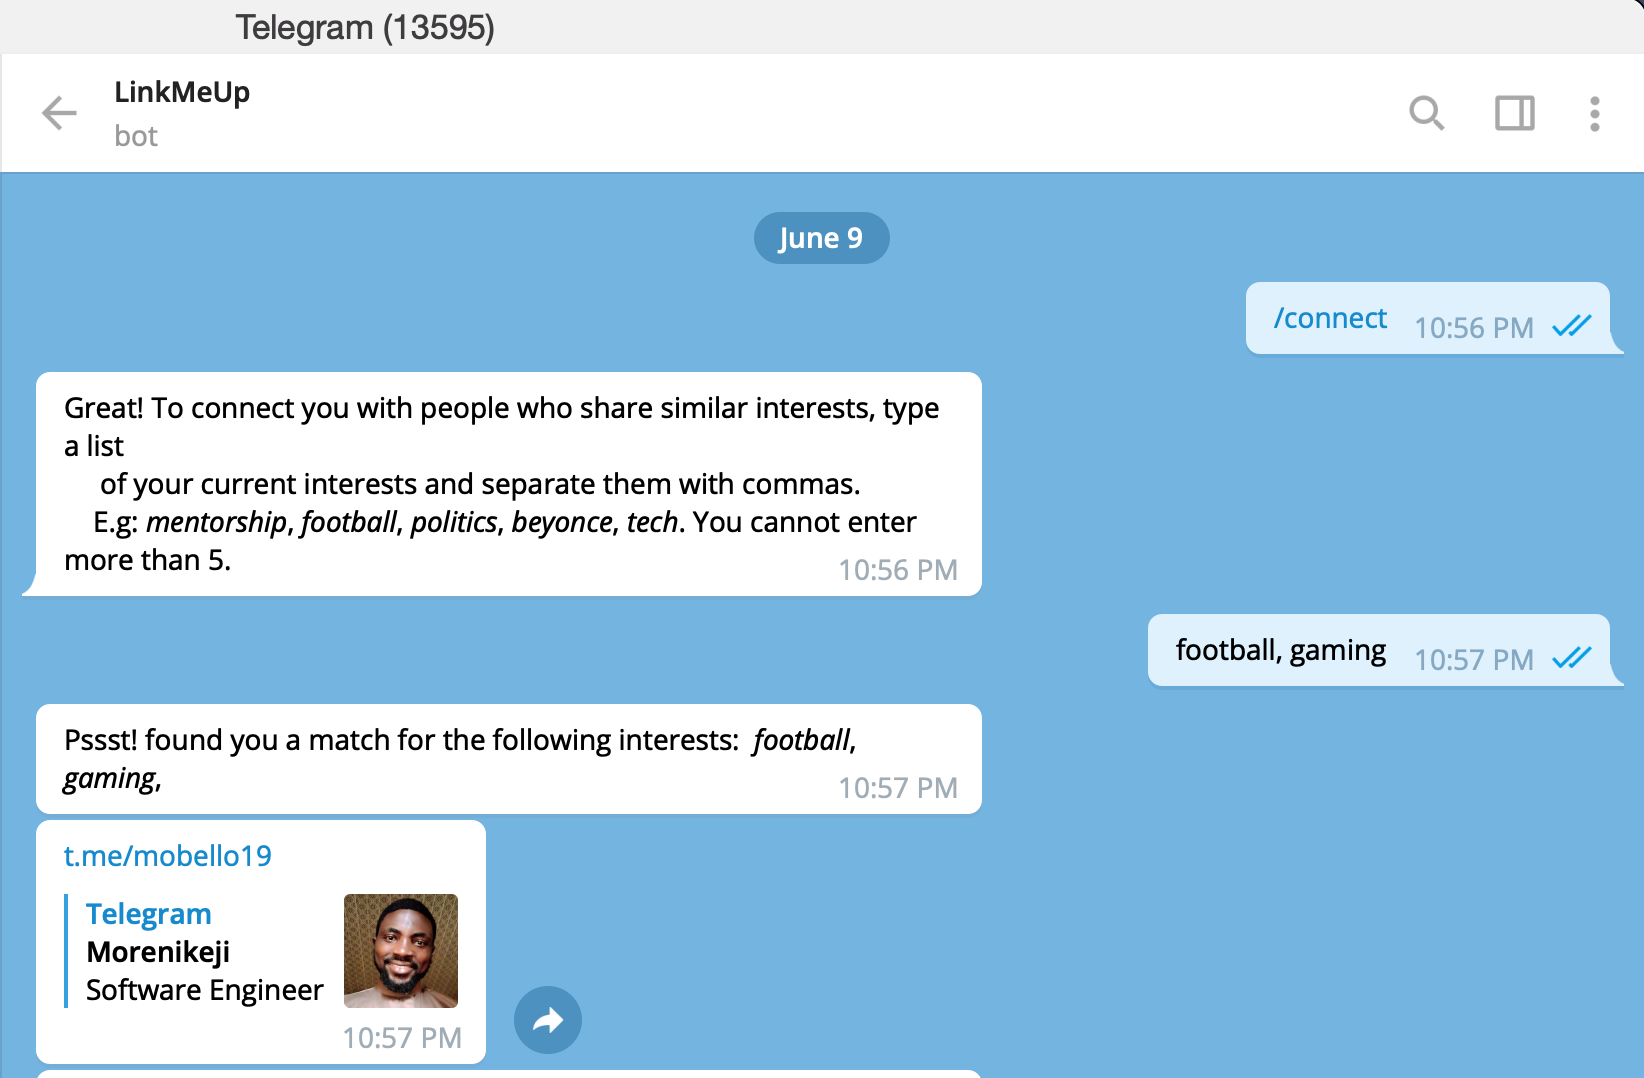 Telegram (13595)
LinkMeUp
bot
June 9
/connect 10:56 PM
Great! To connect you with people who share similar interests, type
a list
of your current interests and separate them with commas.
E.g: mentorship, football, politics, beyonce, tech. You cannot enter
more than 5.
10:56 PM
football, gaming 10:57 PM
Pssst! found you a match for the following interests: football,
gaming,
10:57 PM
t.me/mobello19
Telegram
Morenikeji
Software Engineer
10:57 PM